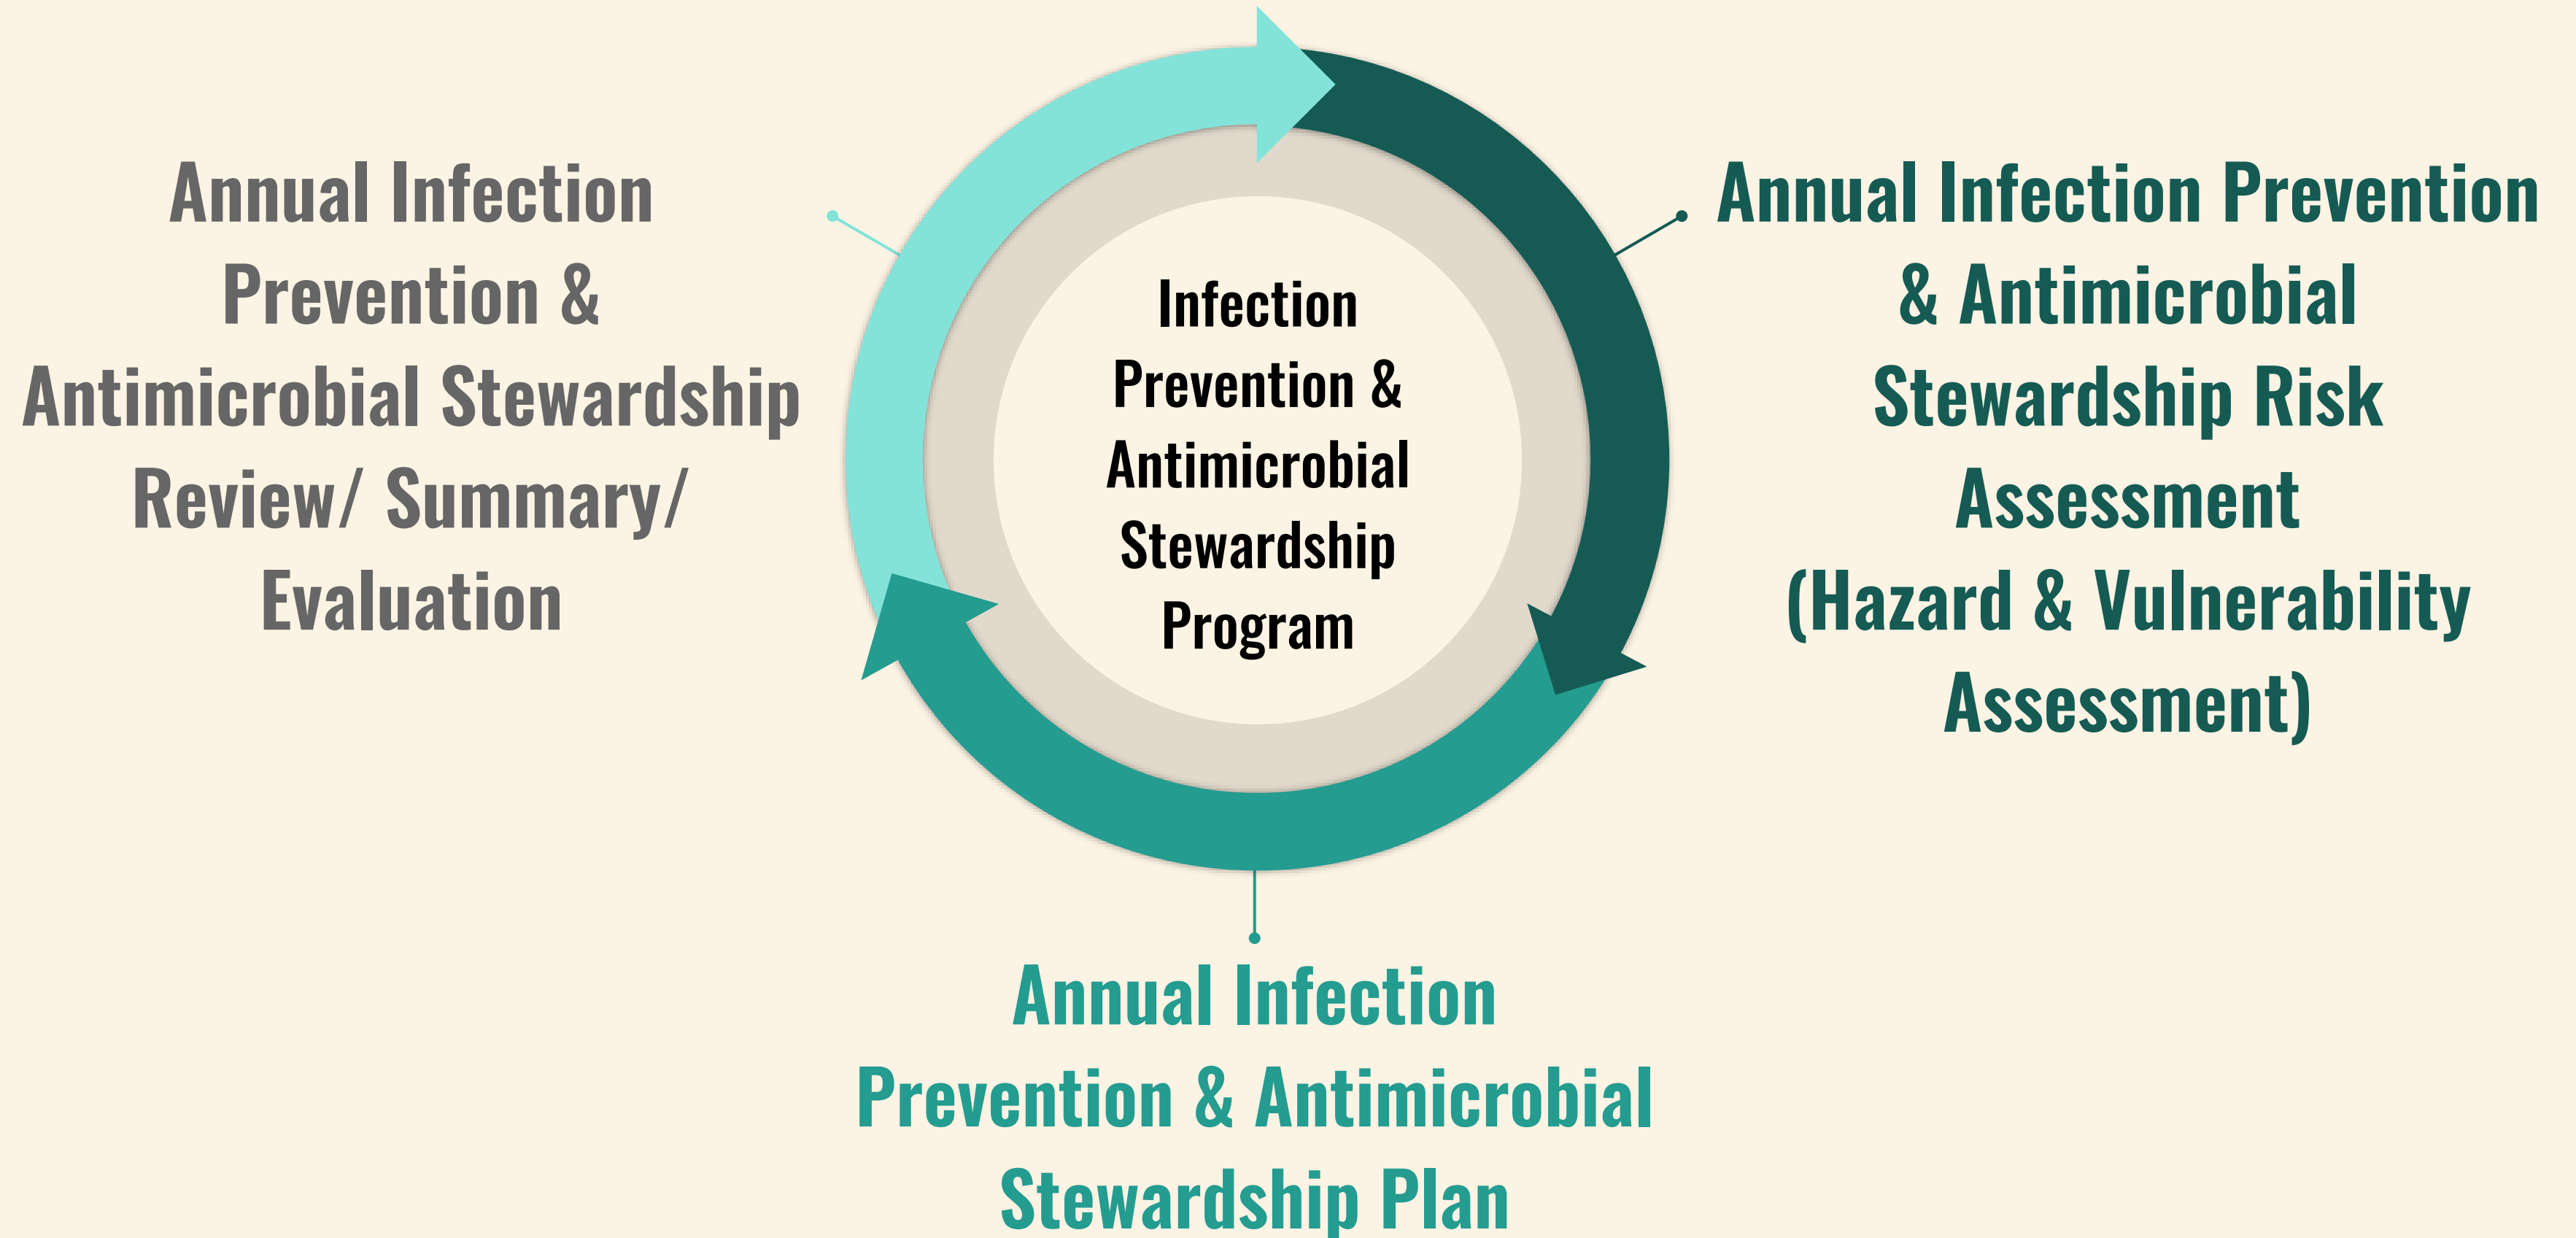 Annual Infection
Prevention &
Antimicrobial Stewardship
Review/ Summary/
Evaluation
Infection
Prevention &
Antimicrobial
Stewardship
Program
Annual Infection Prevention
& Antimicrobial
Stewardship Risk
Assessment
(Hazard & Vulnerability
Assessment)
Annual Infection
Prevention & Antimicrobial
Stewardship Plan